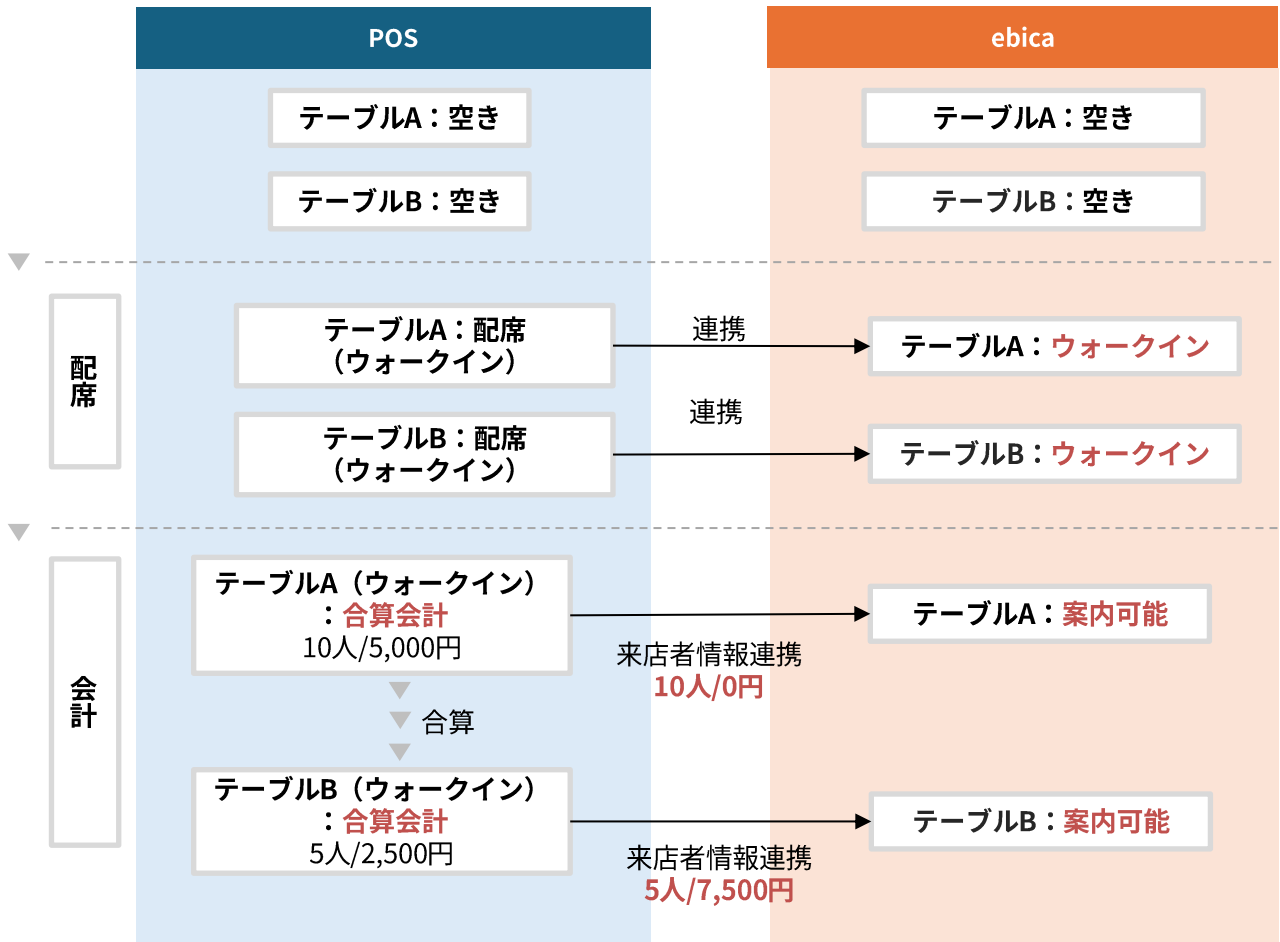 POS
ebica
テーブルA：空き
テーブルA：空き
テーブルB：空き
テーブルB：空き
配席
テーブルA：配席
（ウォークイン）
連携
テーブルA：ウォークイン
テーブルB：配席
（ウォークイン）
連携
テーブルB：ウォークイン
会計
テーブルA（ウォークイン）
：合算会計
10人/5,000円
来店者情報連携
10人/0円
テーブルA：案内可能
合算
テーブルB（ウォークイン）
：合算会計
5人/2,500円
来店者情報連携
5人/7,500円
テーブルB：案内可能